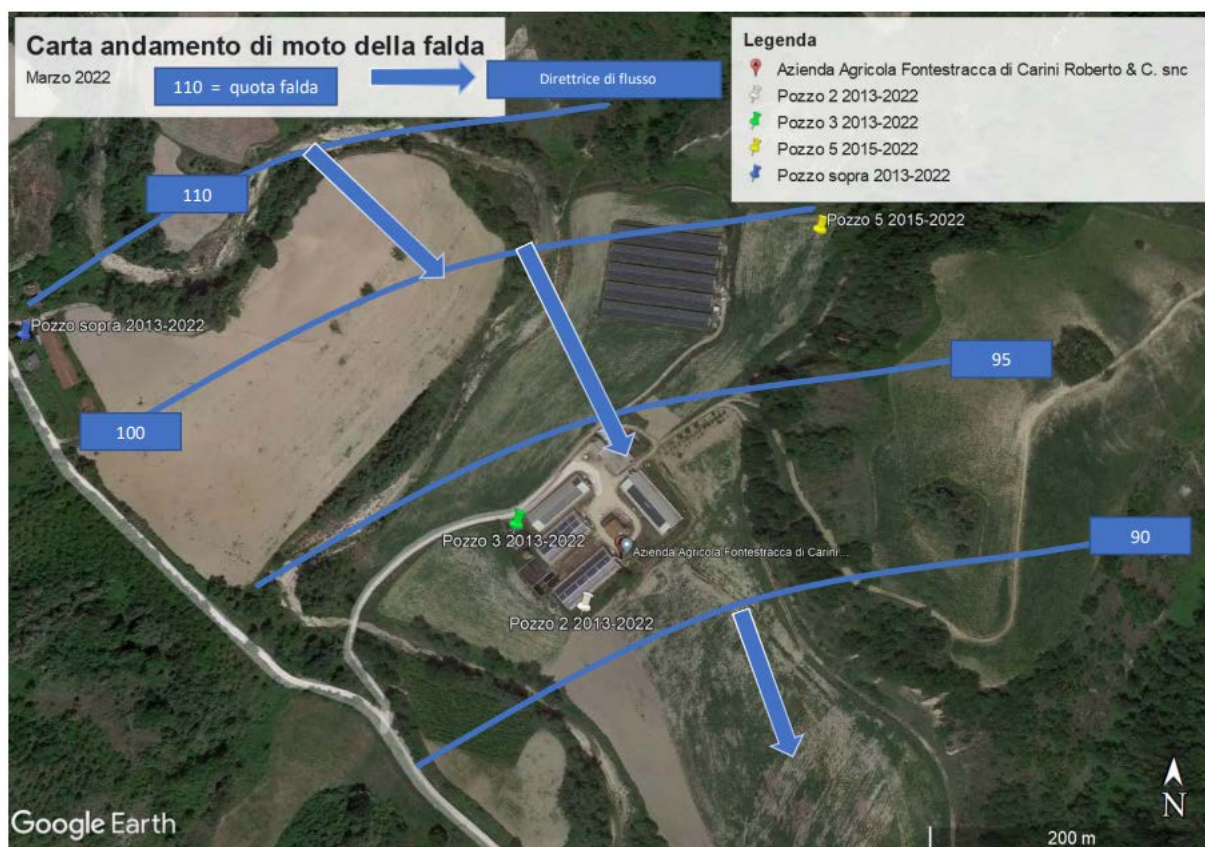 Carta andamento di moto della falda
Marzo 2022
110 = quota falda
Direttrice di flusso
Legenda
Azienda Agricola Fontestracca di Carini Roberto & C. snc
Pozzo 2 2013-2022
Pozzo 3 2013-2022
Pozzo 5 2015-2022
Pozzo sopra 2013-2022
110
Pozzo 5 2015-2022
Pozzo sopra 2013-2022
95
100
Pozzo 3 2013-2022
Azienda Agricola Fontestracca di Carini...
90
Pozzo 2 2013-2022
N
Google Earth
200 m